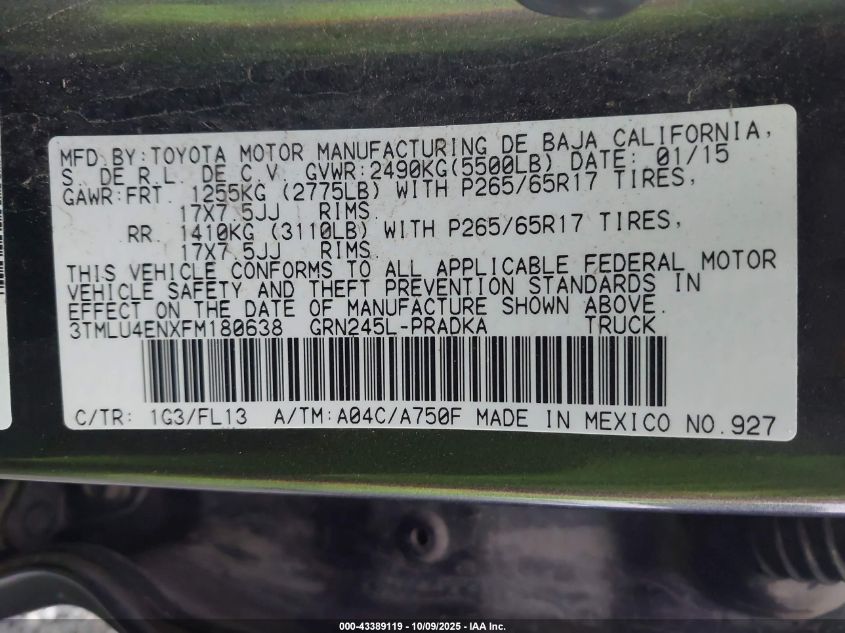 MFD.BY:TOYOTA MOTOR MANUFACTURING DE BAJA CALIFORNIA,
S. DE R.L. DE C.V. GVWR:2490KG(5500LB) DATE: 01/15
GAWR:FRT. 1255KG (2775LB) WITH P265/65R17 TIRES,
17X7.5JJ RIMS.
RR. 1410KG (3110LB) WITH P265/65R17 TIRES,
17X7.5JJ RIMS.
THIS VEHICLE CONFORMS TO ALL APPLICABLE FEDERAL MOTOR
VEHICLE SAFETY AND THEFT PREVENTION STANDARDS IN
EFFECT ON THE DATE OF MANUFACTURE SHOWN ABOVE.
3TMLU4ENXFM180638 GRN245L-PRADKA TRUCK
C/TR: 1G3/FL13 A/TM:A04C/A750F MADE IN MEXICO NO.927
000-43389119 - 10/09/2025 - IAA Inc.